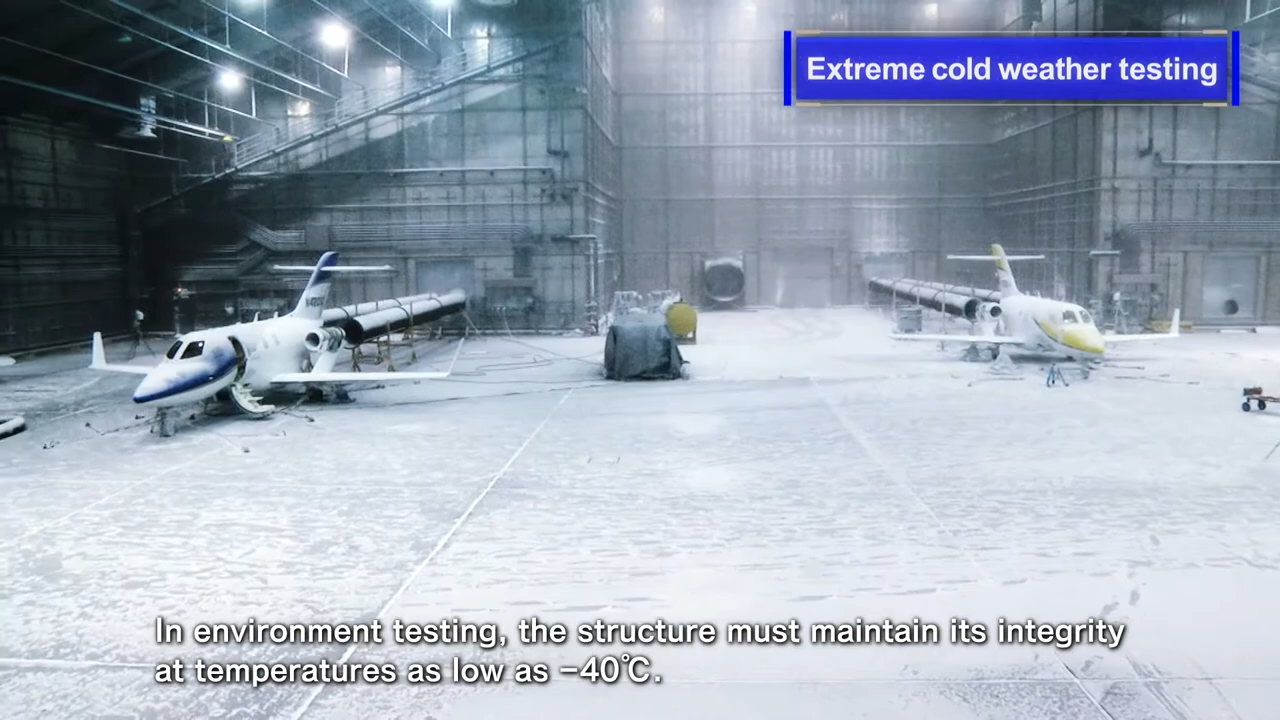 Extreme cold weather testing
In environment testing, the structure must maintain its integrity
at temperatures as low as −40℃.